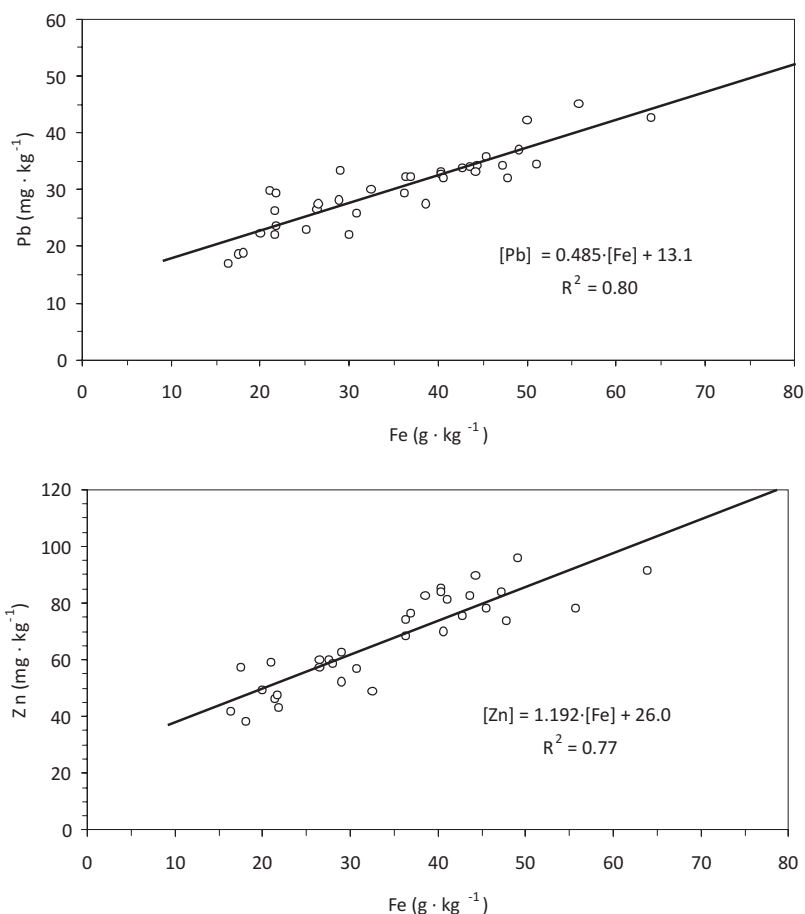 60
50
40
30
20
10
0
Pb (mg · kg⁻¹)
[Pb] = 0.485·[Fe] + 13.1
R² = 0.80
0 10 20 30 40 50 60 70 80
Fe (g · kg ⁻¹)
120
100
80
60
40
20
0
Zn (mg · kg⁻¹)
[Zn] = 1.192·[Fe] + 26.0
R² = 0.77
0 10 20 30 40 50 60 70 80
Fe (g · kg ⁻¹)